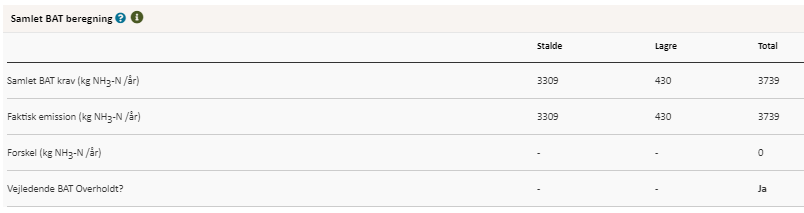 Samlet BAT beregning
Stalde Lagre Total
Samlet BAT krav (kg NH3-N /år) 3309 430 3739
Faktisk emission (kg NH3-N /år) 3309 430 3739
Forskel (kg NH3-N /år) - - 0
Vejledende BAT Overholdt? - - Ja